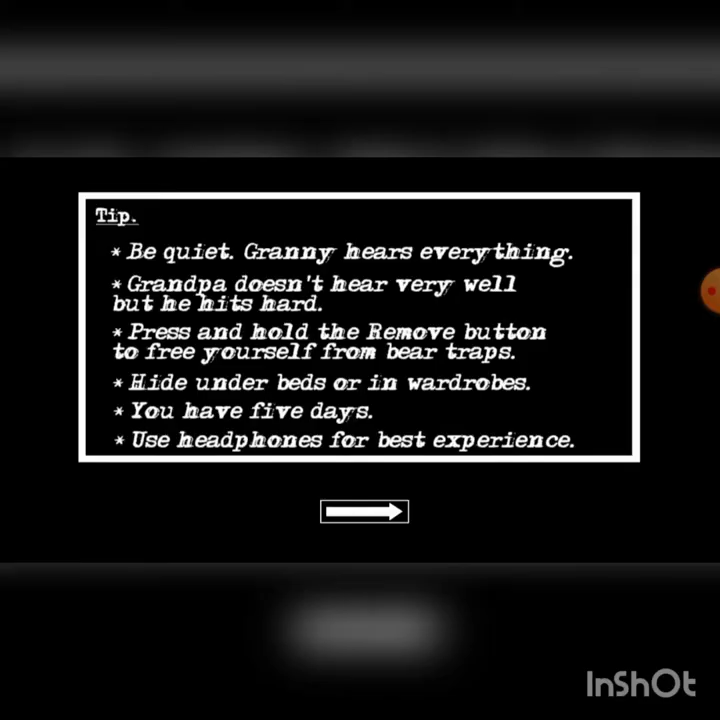 Tip.
* Be quiet. Granny hears everything.
* Grandpa doesn't hear very well
but he hits hard.
* Press and hold the Remove button
to free yourself from bear traps.
* Hide under beds or in wardrobes.
* You have five days.
* Use headphones for best experience.
InShOt